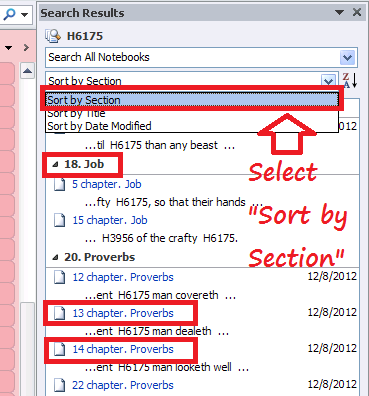 Search Results
H6175
Search All Notebooks
Sort by Section
Sort by Section
Sort by Title
Sort by Date Modified
2012
...til H6175 than any beast ...
18. Job
5 chapter. Job
...fty H6175, so that their hands ...
15 chapter. Job
... H3956 of the crafty H6175.
20. Proverbs
12 chapter. Proverbs 12/8/2012
...ent H6175 man covereth ...
13 chapter. Proverbs 12/8/2012
...ent H6175 man dealeth ...
14 chapter. Proverbs 12/8/2012
...ent H6175 man looketh well ...
22 chapter. Proverbs 12/8/2012
Select
"Sort by
Section"